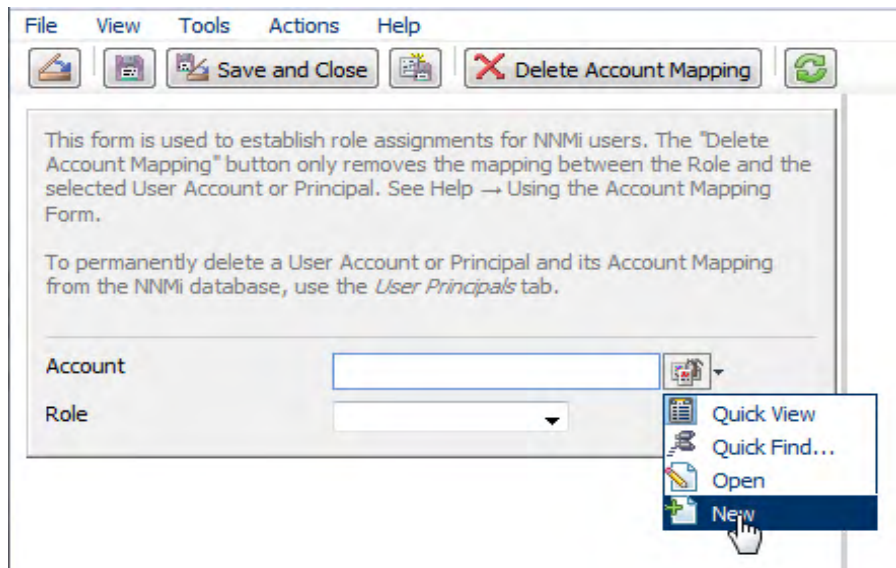 File View Tools Actions Help
Save and Close Delete Account Mapping
This form is used to establish role assignments for NNMi users. The "Delete
Account Mapping" button only removes the mapping between the Role and the
selected User Account or Principal. See Help → Using the Account Mapping
Form.
To permanently delete a User Account or Principal and its Account Mapping
from the NNMi database, use the User Principals tab.
Account
Role
Quick View
Quick Find...
Open
New